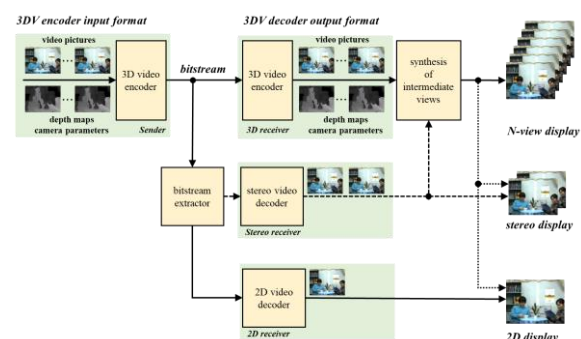 3DV encoder input format
3DV decoder output format
video pictures
3D video
encoder
depth maps
camera parameters
Sender
bitstream
3D video
encoder
video pictures
depth maps
camera parameters
3D receiver
synthesis
of
intermediate
views
N-view display
bitstream
extractor
stereo video
decoder
Stereo receiver
stereo display
2D video
decoder
2D receiver
2D display